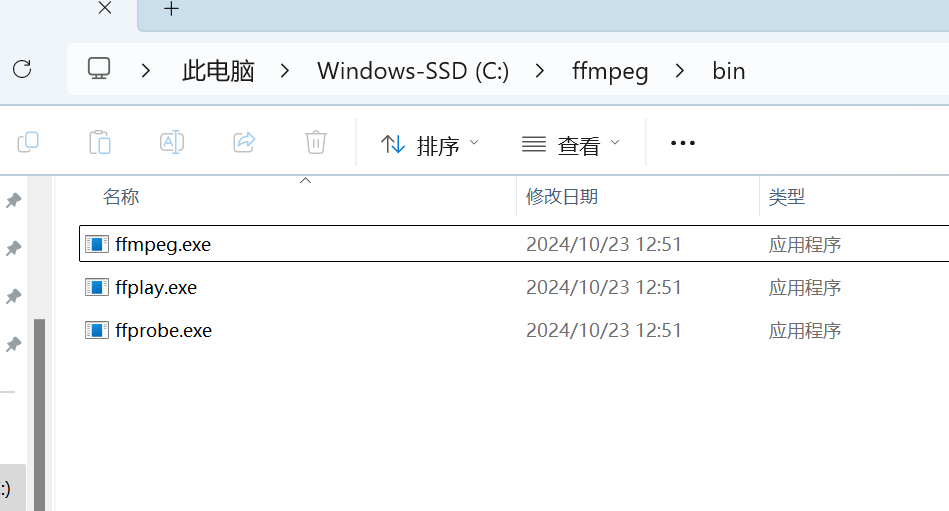 此电脑 > Windows-SSD (C:) > ffmpeg > bin
排序 查看
名称 修改日期 类型
ffmpeg.exe 2024/10/23 12:51 应用程序
ffplay.exe 2024/10/23 12:51 应用程序
ffprobe.exe 2024/10/23 12:51 应用程序
:)